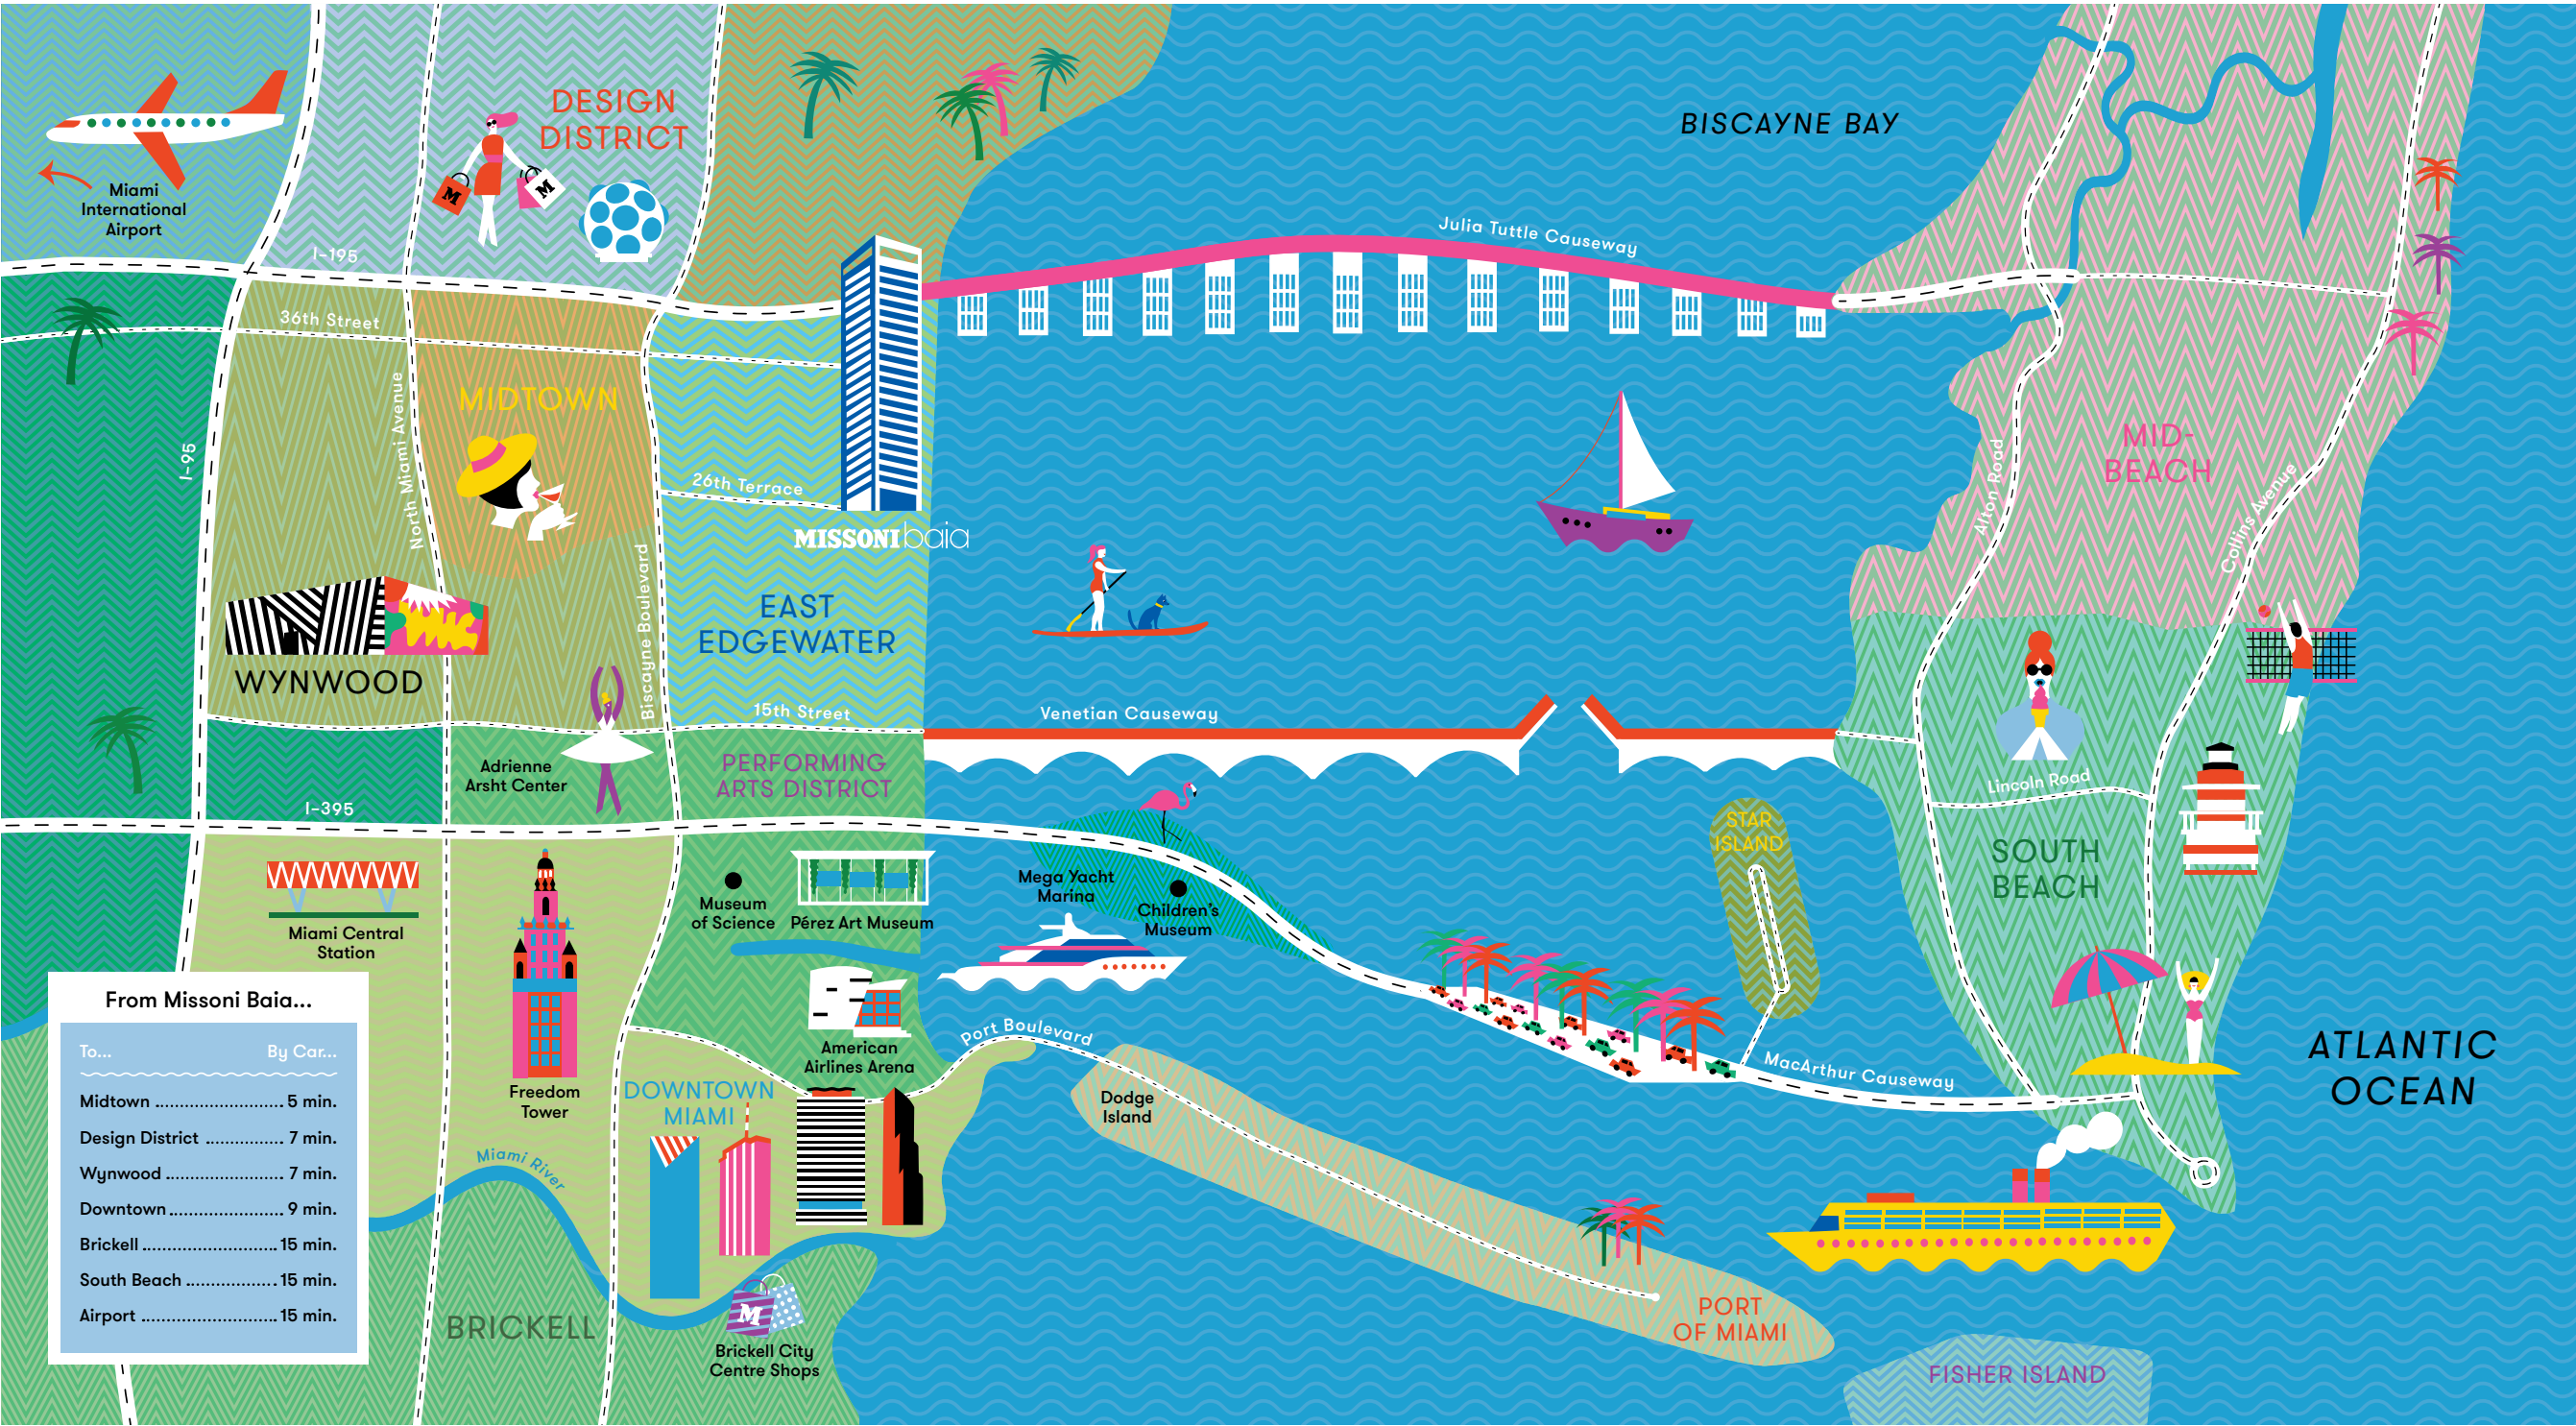 DESIGN
DISTRICT
BISCAYNE BAY
M
M
Miami
International
Airport
I-195
Julia Tuttle Causeway
36th Street
MIDTOWN
North Miami Avenue
I-95
26th Terrace
MISSONI baia
MID-
BEACH
Alton Road
Collins Avenue
Biscayne Boulevard
EAST
EDGEWATER
WYNWOOD
15th Street
Venetian Causeway
Adrienne
Arsht Center
PERFORMING
ARTS DISTRICT
I-395
Lincoln Road
STAR
ISLAND
SOUTH
BEACH
Mega Yacht
Marina
Children's
Museum
Museum
of Science
Pérez Art Museum
Miami Central
Station
American
Airlines Arena
Port Boulevard
ATLANTIC
OCEAN
MacArthur Causeway
Freedom
Tower
DOWNTOWN
MIAMI
Dodge
Island
Miami River
From Missoni Baia...
To... By Car...
Midtown 5 min.
Design District 7 min.
Wynwood 7 min.
Downtown 9 min.
Brickell 15 min.
South Beach 15 min.
Airport 15 min.
BRICKELL
M
Brickell City
Centre Shops
PORT
OF MIAMI
FISHER ISLAND